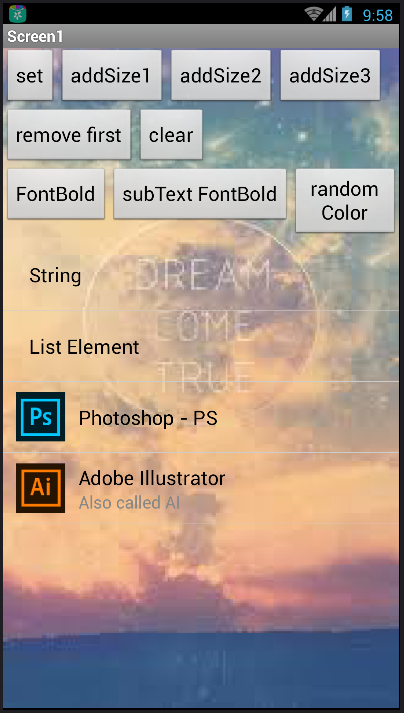 9:58
Screen1
set addSize1 addSize2 addSize3
remove first clear
FontBold subText FontBold random
Color
String
DREAM
COME
List Element
TRUE
Ps Photoshop - PS
Ai Adobe Illustrator
Also called AI